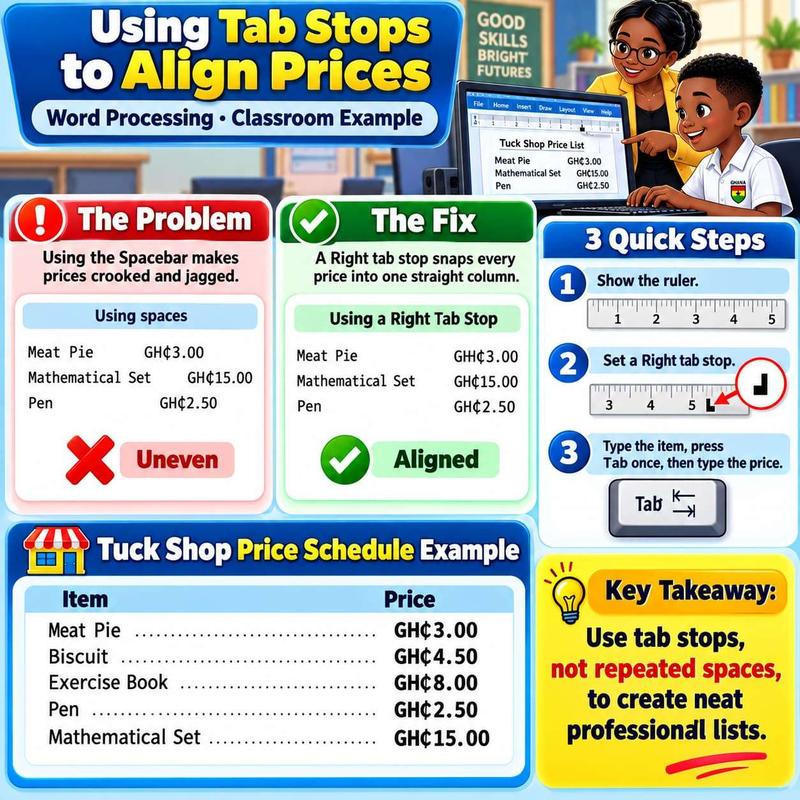 Using Tab Stops
to Align Prices
Word Processing • Classroom Example
GOOD
SKILLS
BRIGHT
FUTURES
File Home Insert Draw Layout View Help
Tuck Shop Price List
Meat Pie GH₵3.00
Mathematical Set GH₵15.00
Pen GH₵2.50
GHANA
! The Problem
Using the Spacebar makes
prices crooked and jagged.
Using spaces
Meat Pie GH₵3.00
Mathematical Set GH₵15.00
Pen GH₵2.50
Uneven
The Fix
A Right tab stop snaps every
price into one straight column.
Using a Right Tab Stop
Meat Pie GHH₵3.00
Mathematical Set GH₵15.00
Pen GH₵2.50
Aligned
3 Quick Steps
1 Show the ruler.
1 2 3 4 5
2 Set a Right tab stop.
3 4 5
3 Type the item, press
Tab once, then type the price.
Tab
Tuck Shop Price Schedule Example
Item Price
Meat Pie ........................ GH₵3.00
Biscuit ........................ GH₵4.50
Exercise Book ........................ GH₵8.00
Pen ........................ GH₵2.50
Mathematical Set ........................ GH₵15.00
Key Takeaway:
Use tab stops,
not repeated spaces,
to create neat
professional lists.